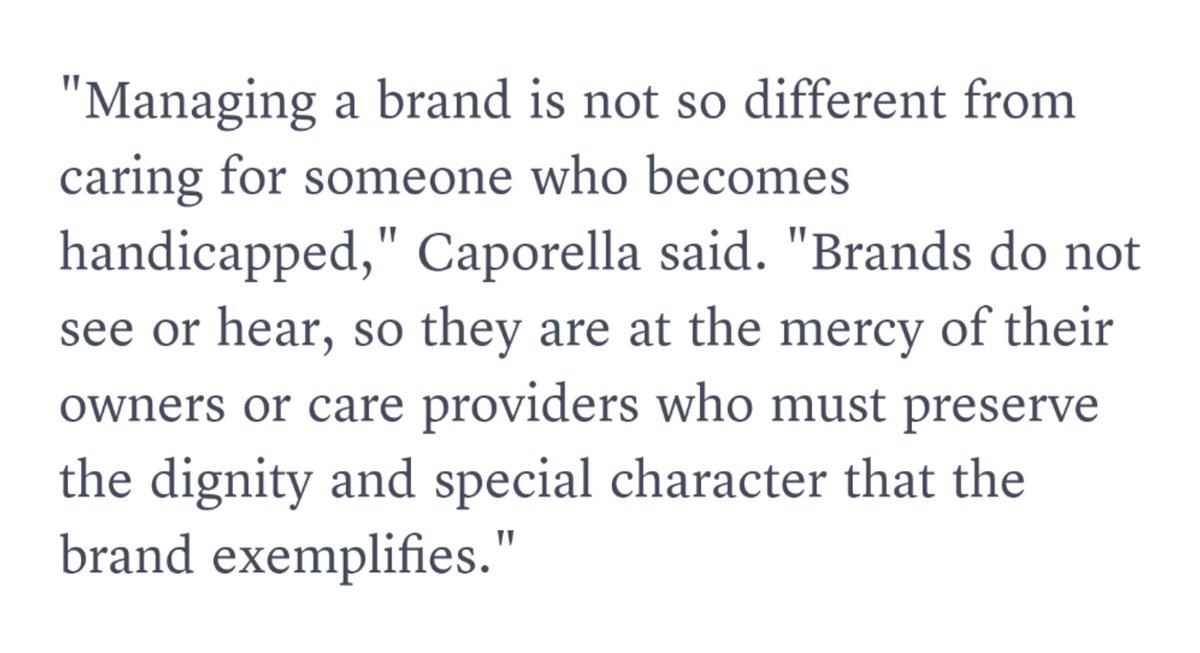 "Managing a brand is not so different from
caring for someone who becomes
handicapped," Caporella said. "Brands do not
see or hear, so they are at the mercy of their
owners or care providers who must preserve
the dignity and special character that the
brand exemplifies."